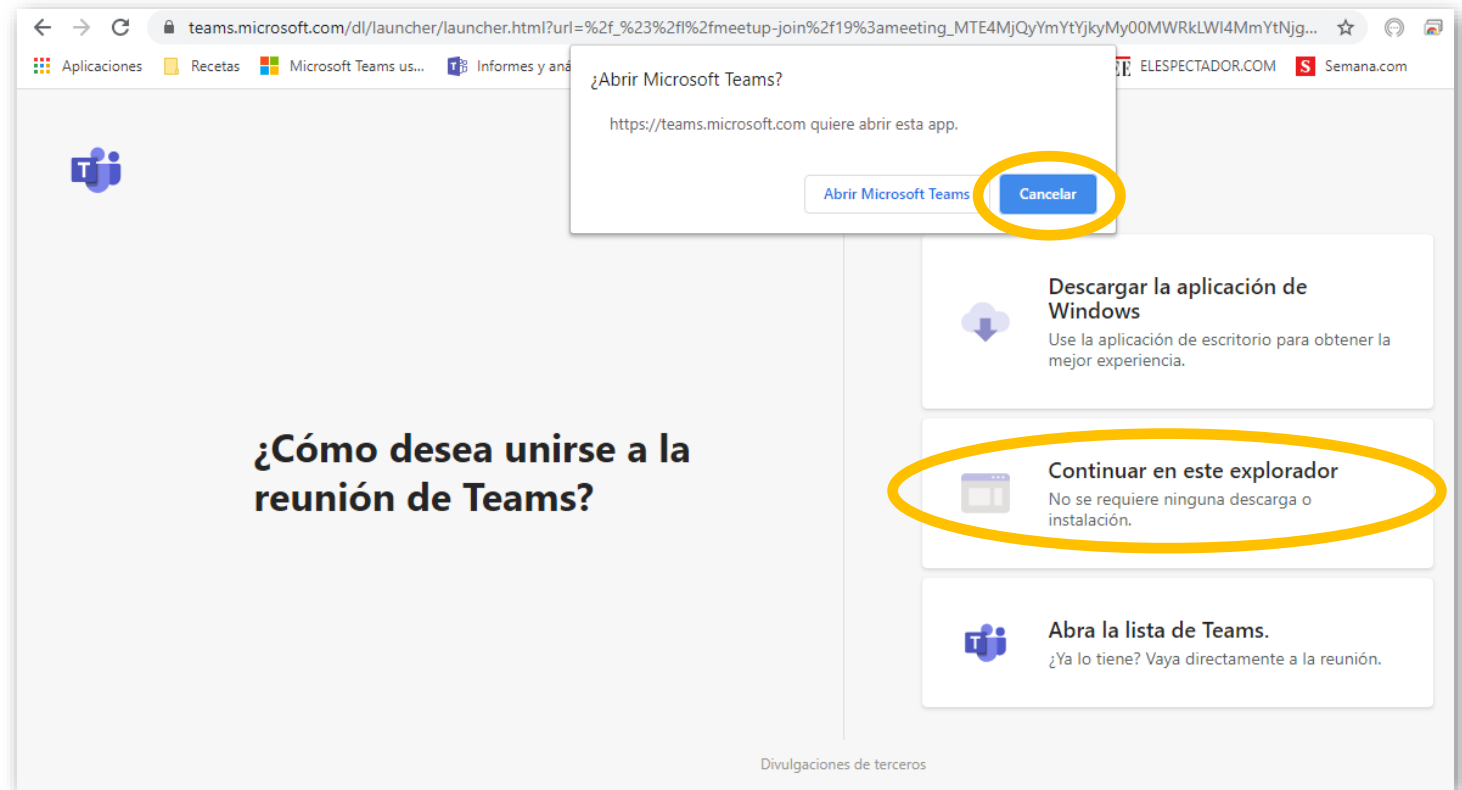 teams.microsoft.com/dl/launcher/launcher.html?url=%2f_%23%2fl%2fmeetup-join%2f19%3ameeting_MTE4MjQyYmYtYjkyMy00MWRkLWI4MmYtNjg...
Aplicaciones Recetas Microsoft Teams us... Informes y aná ELESPECTADOR.COM S Semana.com
¿Abrir Microsoft Teams?
https://teams.microsoft.com quiere abrir esta app.
Abrir Microsoft Teams Cancelar
Descargar la aplicación de
Windows
Use la aplicación de escritorio para obtener la
mejor experiencia.
¿Cómo desea unirse a la
reunión de Teams?
Continuar en este explorador
No se requiere ninguna descarga o
instalación.
Abra la lista de Teams.
¿Ya lo tiene? Vaya directamente a la reunión.
Divulgaciones de terceros